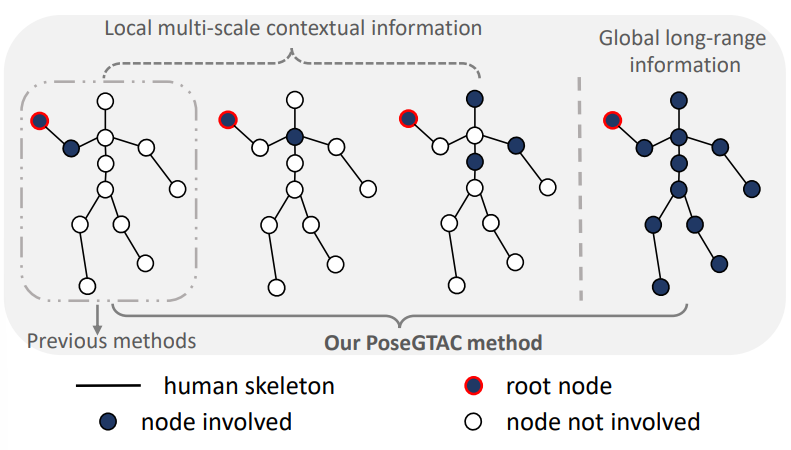 Local multi-scale contextual information
Global long-range
information
Previous methods
Our PoseGTAC method
human skeleton
root node
node involved
node not involved